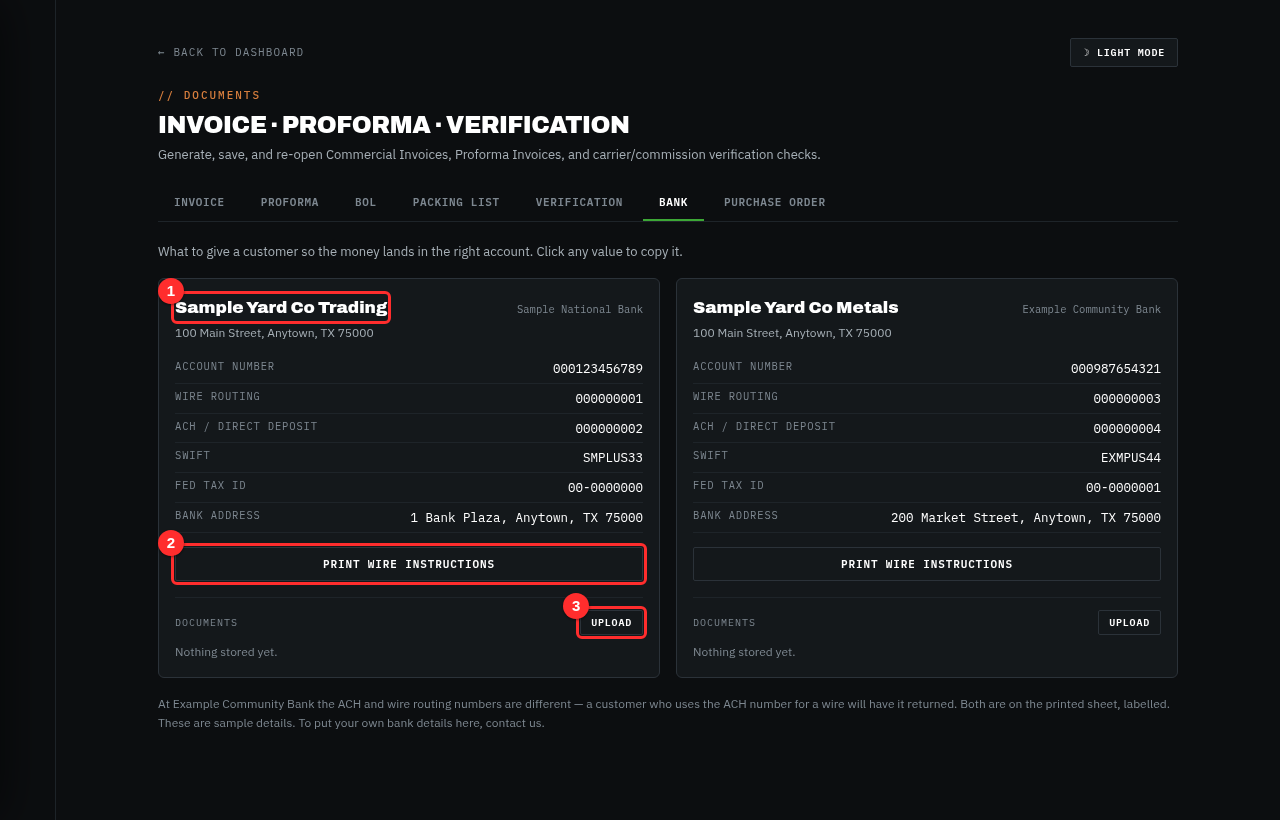 ← BACK TO DASHBOARD
☽ LIGHT MODE
// DOCUMENTS
INVOICE · PROFORMA · VERIFICATION
Generate, save, and re-open Commercial Invoices, Proforma Invoices, and carrier/commission verification checks.
INVOICE PROFORMA BOL PACKING LIST VERIFICATION BANK PURCHASE ORDER
What to give a customer so the money lands in the right account. Click any value to copy it.
1
Sample Yard Co Trading
Sample National Bank
100 Main Street, Anytown, TX 75000
ACCOUNT NUMBER 000123456789
WIRE ROUTING 000000001
ACH / DIRECT DEPOSIT 000000002
SWIFT SMPLUS33
FED TAX ID 00-0000000
BANK ADDRESS 1 Bank Plaza, Anytown, TX 75000
2
PRINT WIRE INSTRUCTIONS
3
DOCUMENTS UPLOAD
Nothing stored yet.
Sample Yard Co Metals
Example Community Bank
100 Main Street, Anytown, TX 75000
ACCOUNT NUMBER 000987654321
WIRE ROUTING 000000003
ACH / DIRECT DEPOSIT 000000004
SWIFT EXMPUS44
FED TAX ID 00-0000001
BANK ADDRESS 200 Market Street, Anytown, TX 75000
PRINT WIRE INSTRUCTIONS
DOCUMENTS UPLOAD
Nothing stored yet.
At Example Community Bank the ACH and wire routing numbers are different — a customer who uses the ACH number for a wire will have it returned. Both are on the printed sheet, labelled.
These are sample details. To put your own bank details here, contact us.